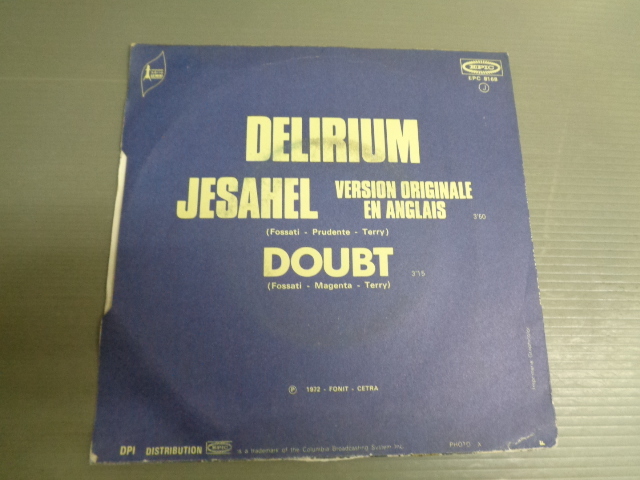 EPIC
EPC 8168
J
DELIRIUM
JESAHEL VERSION ORIGINALE EN ANGLAIS 3'60
(Fossati - Prudente - Terry)
DOUBT 3'15
(Fossati - Magenta - Terry)
Ⓟ 1972 - FONIT - CETRA
DPI DISTRIBUTION EPIC is a trademark of the Columbia Broadcasting System Inc.
PHOTO X